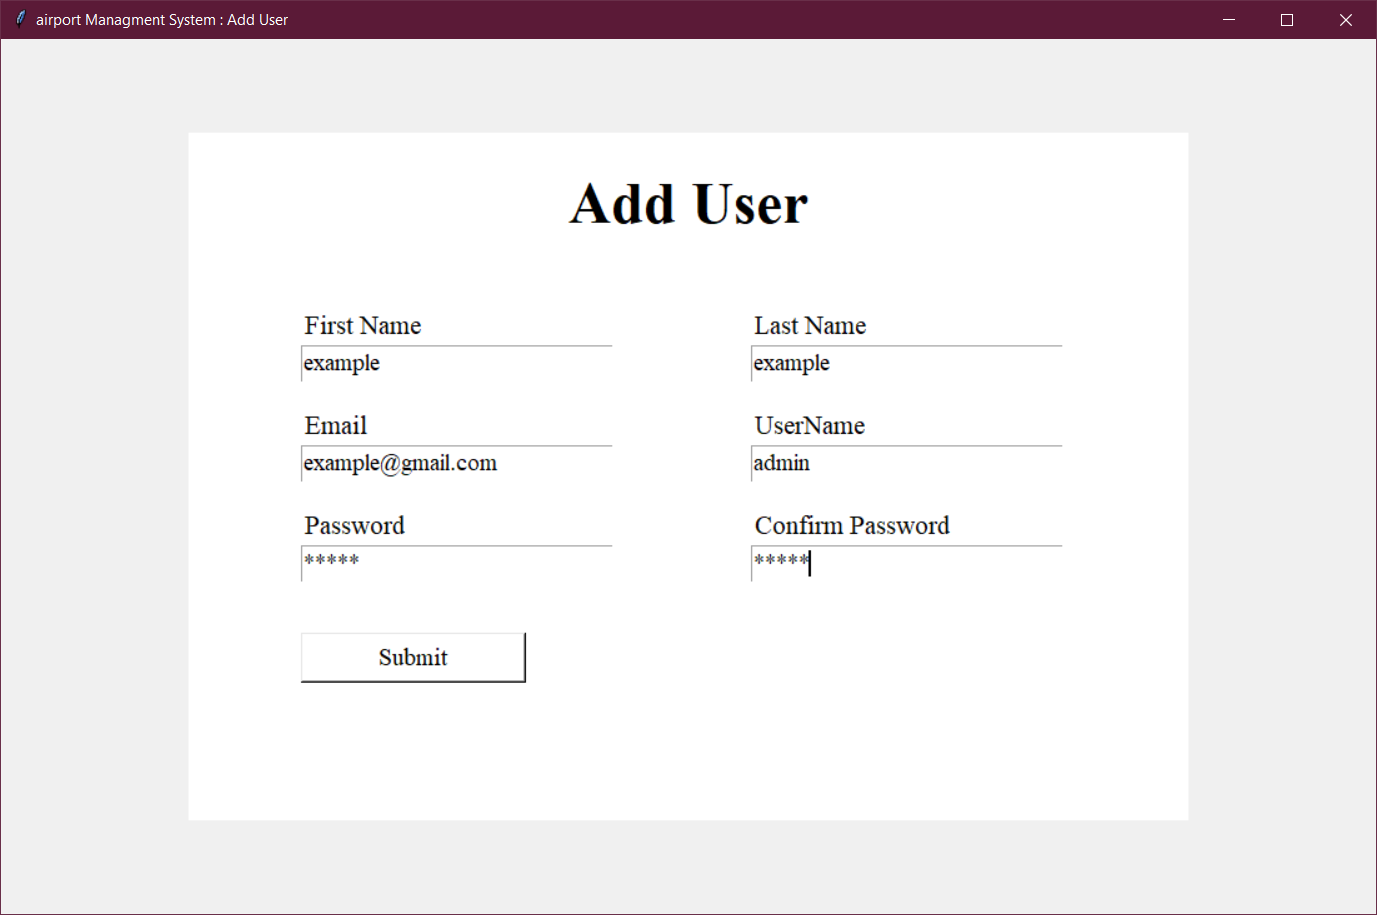 airport Managment System : Add User
Add User
First Name
Last Name
example
example
Email
UserName
example@gmail.com
admin
Password
Confirm Password
*****
*****
Submit